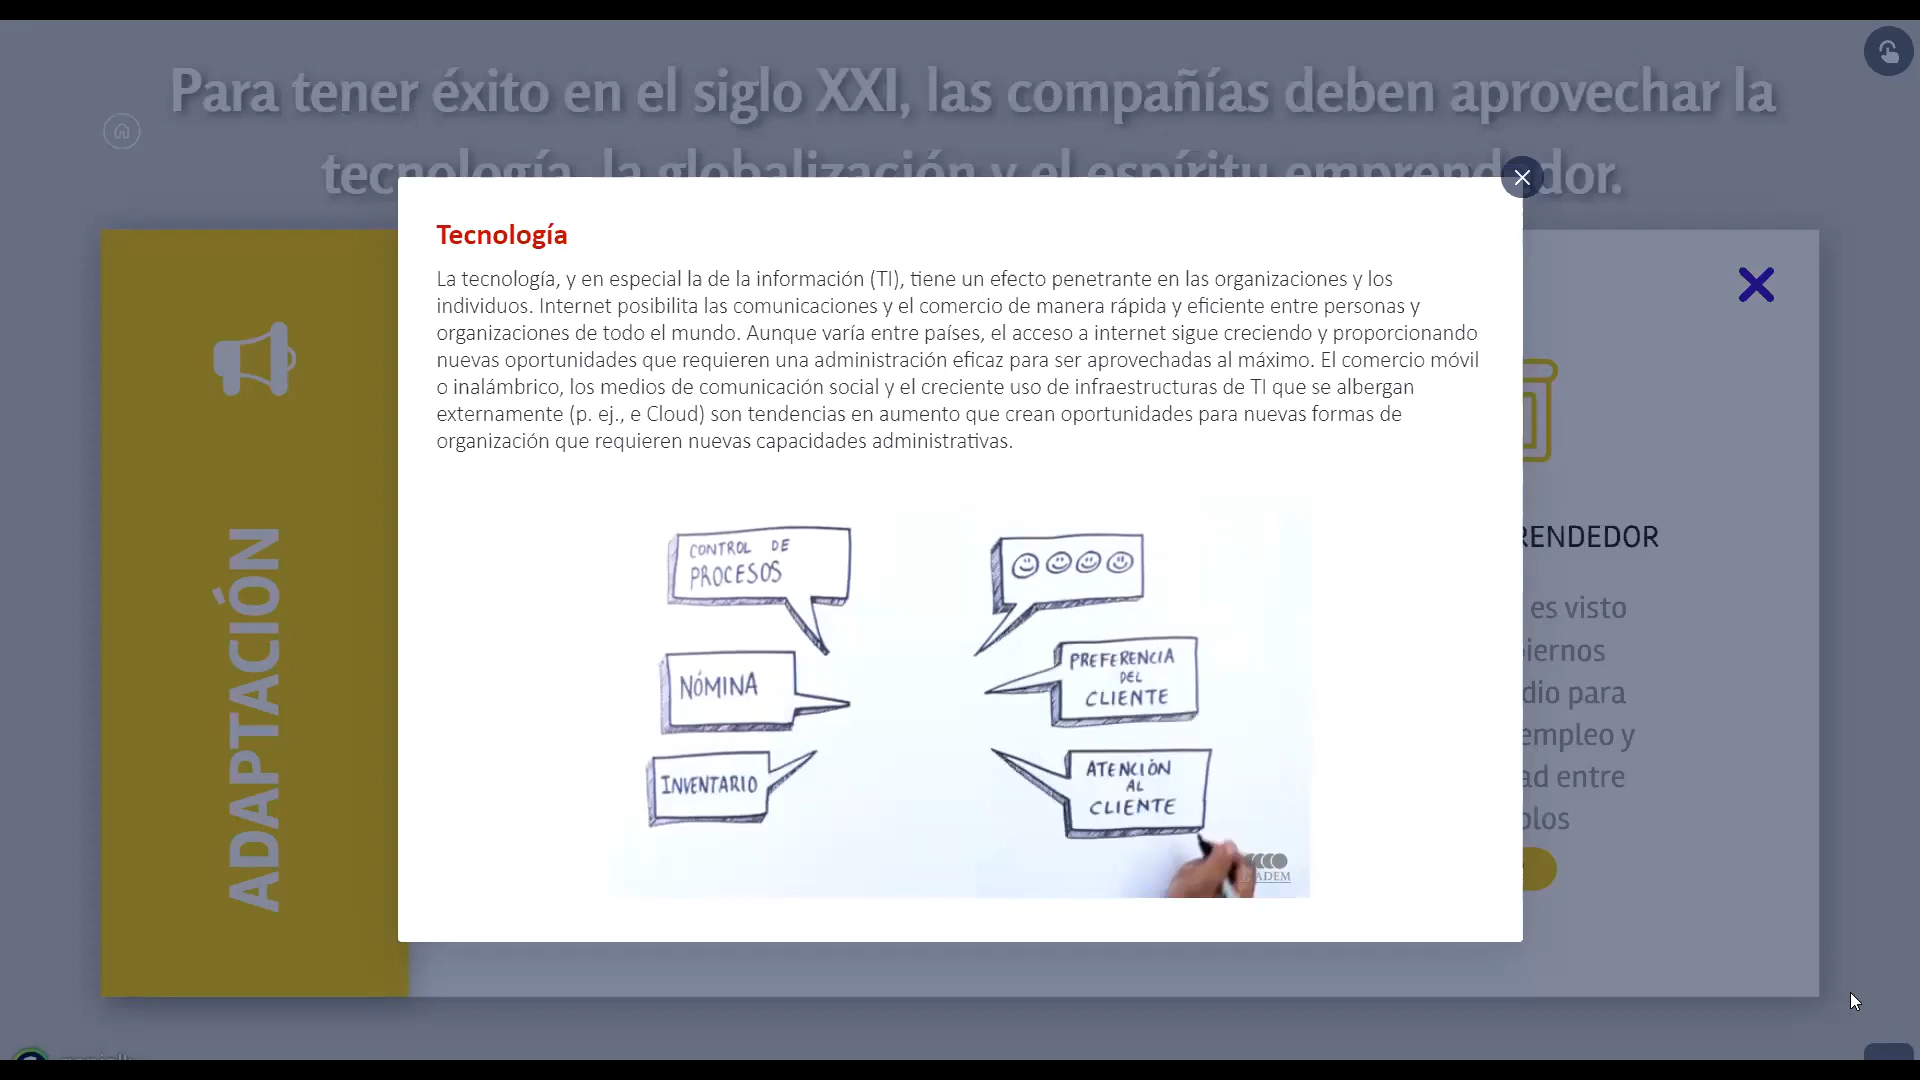 Para tener éxito en el siglo XXI, las compañías deben aprovechar la
tecnología, la globalización y el espíritu emprendedor.
Tecnología
La tecnología, y en especial la de la información (TI), tiene un efecto penetrante en las organizaciones y los
individuos. Internet posibilita las comunicaciones y el comercio de manera rápida y eficiente entre personas y
organizaciones de todo el mundo. Aunque varía entre países, el acceso a internet sigue creciendo y proporcionando
nuevas oportunidades que requieren una administración eficaz para ser aprovechadas al máximo. El comercio móvil
o inalámbrico, los medios de comunicación social y el creciente uso de infraestructuras de TI que se albergan
externamente (p. ej., e Cloud) son tendencias en aumento que crean oportunidades para nuevas formas de
organización que requieren nuevas capacidades administrativas.
CONTROL DE
PROCESOS
NÓMINA
INVENTARIO
PREFERENCIA
DEL
CLIENTE
ATENCIÓN
AL
CLIENTE
ADAPTACIÓN
RENDEDOR
es visto
iernos
dio para
empleo y
ad entre